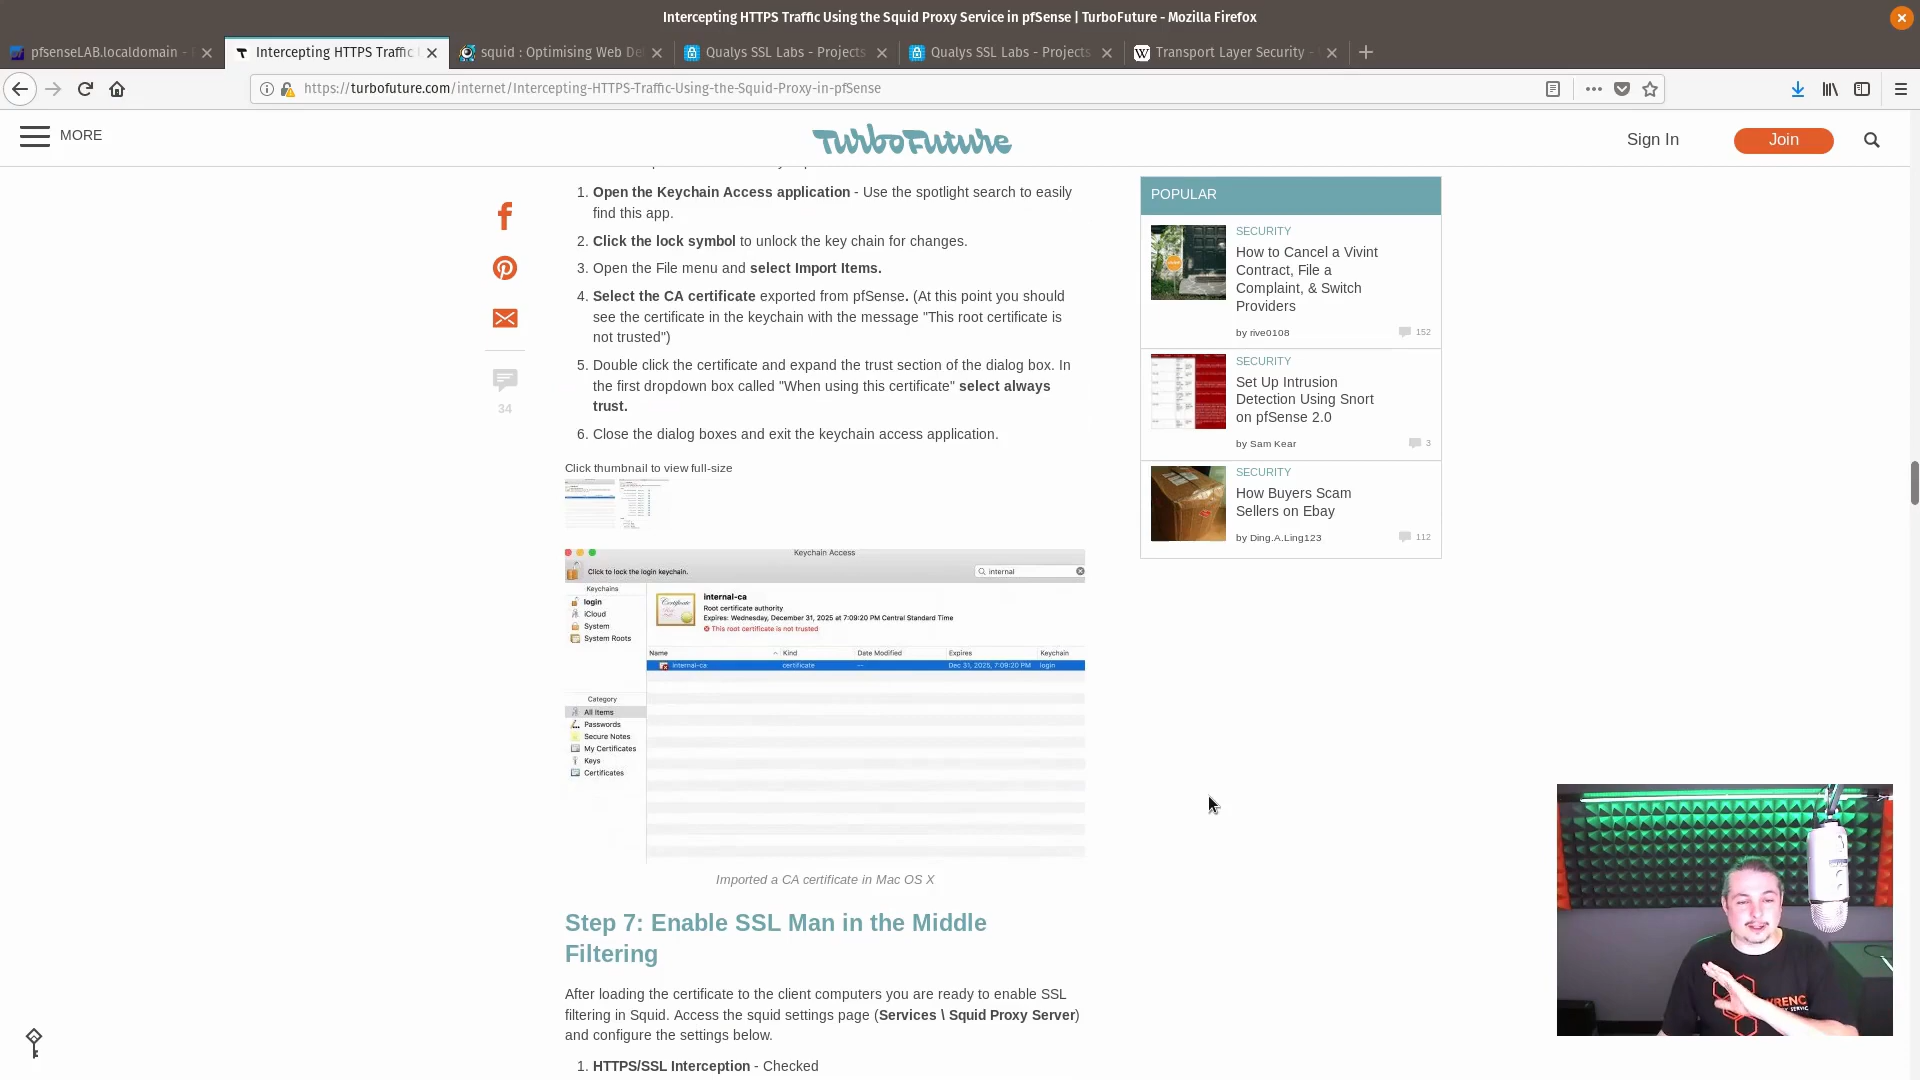 Intercepting HTTPS Traffic Using the Squid Proxy Service in pfSense | TurboFuture - Mozilla Firefox
pfsenseLAB.localdomain -
Intercepting HTTPS Traffic
squid : Optimising Web De
Qualys SSL Labs - Projects
Qualys SSL Labs - Projects
Transport Layer Security -
https://turbofuture.com/internet/Intercepting-HTTPS-Traffic-Using-the-Squid-Proxy-in-pfSense
MORE
TurboFuture
Sign In
Join
34
1. Open the Keychain Access application - Use the spotlight search to easily
find this app.
2. Click the lock symbol to unlock the key chain for changes.
3. Open the File menu and select Import Items.
4. Select the CA certificate exported from pfSense. (At this point you should
see the certificate in the keychain with the message "This root certificate is
not trusted")
5. Double click the certificate and expand the trust section of the dialog box. In
the first dropdown box called "When using this certificate" select always
trust.
6. Close the dialog boxes and exit the keychain access application.
Click thumbnail to view full-size
Keychain Access
Click to lock the login keychain.
internal
Keychains
login
iCloud
System
System Roots
Category
All Items
Passwords
Secure Notes
My Certificates
Keys
Certificates
Certificate
internal-ca
Root certificate authority
Expires: Wednesday, December 31, 2025 at 7:09:20 PM Central Standard Time
This root certificate is not trusted
Name Kind Date Modified Expires Keychain
internal-ca certificate -- Dec 31, 2025, 7:09:20 PM login
Imported a CA certificate in Mac OS X
Step 7: Enable SSL Man in the Middle
Filtering
After loading the certificate to the client computers you are ready to enable SSL
filtering in Squid. Access the squid settings page (Services \ Squid Proxy Server)
and configure the settings below.
1. HTTPS/SSL Interception - Checked
POPULAR
SECURITY
How to Cancel a Vivint
Contract, File a
Complaint, & Switch
Providers
by rive0108
152
SECURITY
Set Up Intrusion
Detection Using Snort
on pfSense 2.0
by Sam Kear
3
SECURITY
How Buyers Scam
Sellers on Ebay
by Ding.A.Ling123
112